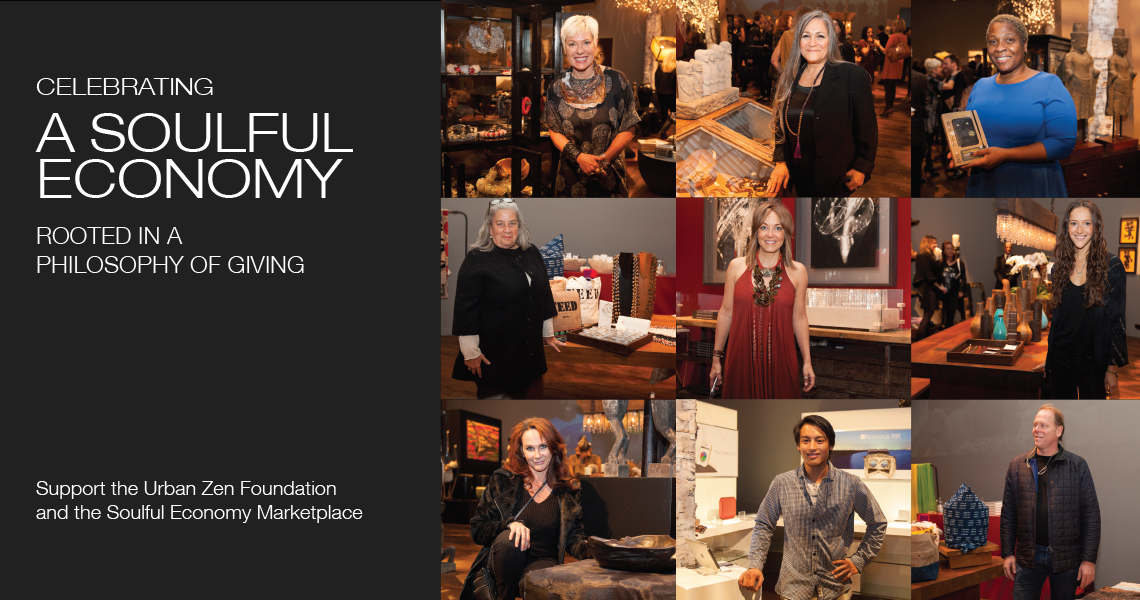 CELEBRATING
A SOULFUL
ECONOMY
ROOTED IN A
PHILOSOPHY OF GIVING
Support the Urban Zen Foundation
and the Soulful Economy Marketplace